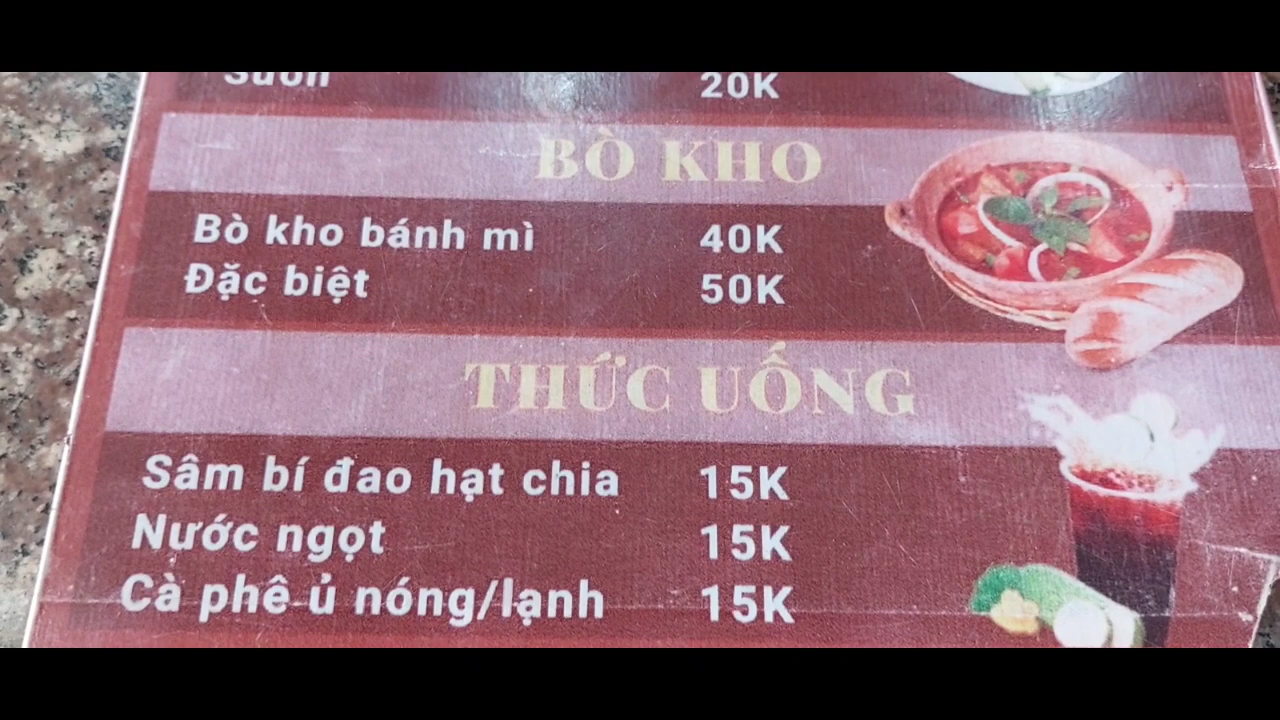 Sườn 20K
BÒ KHO
Bò kho bánh mì 40K
Đặc biệt 50K
THỨC UỐNG
Sâm bí đao hạt chia 15K
Nước ngọt 15K
Cà phê ủ nóng/lạnh 15K